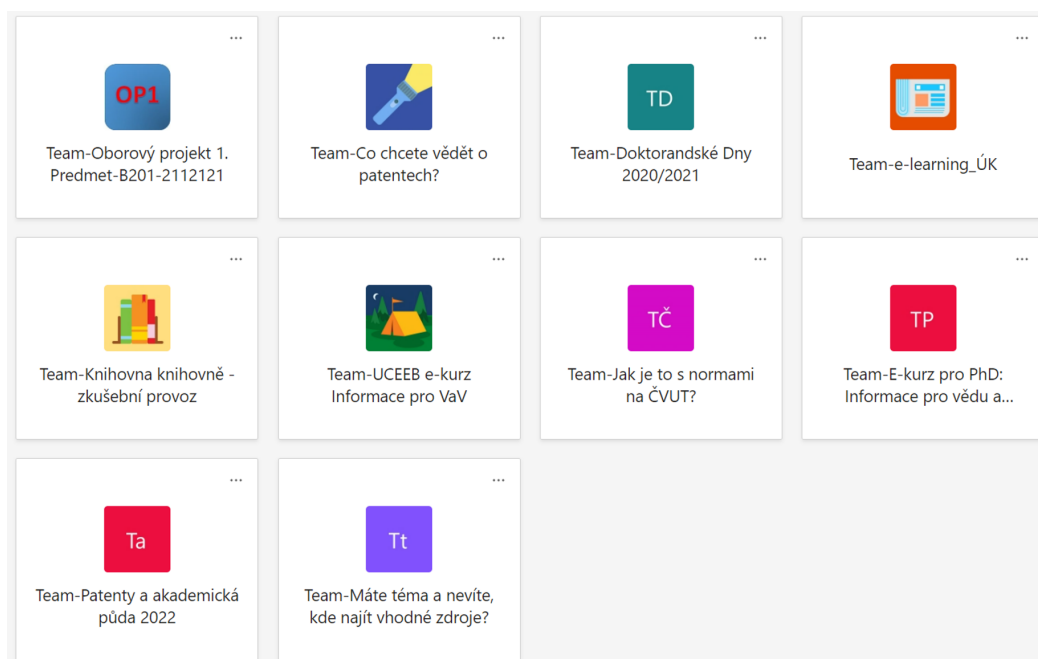 OP1
Team-Oborový projekt 1.
Predmet-B201-2112121
Team-Co chcete vědět o
patentech?
TD
Team-Doktorandské Dny
2020/2021
Team-e-learning_ÚK
Team-Knihovna knihovně -
zkušební provoz
Team-UCEEB e-kurz
Informace pro VaV
TČ
Team-Jak je to s normami
na ČVUT?
TP
Team-E-kurz pro PhD:
Informace pro vědu a...
Ta
Team-Patenty a akademická
půda 2022
Tt
Team-Máte téma a nevíte,
kde najít vhodné zdroje?